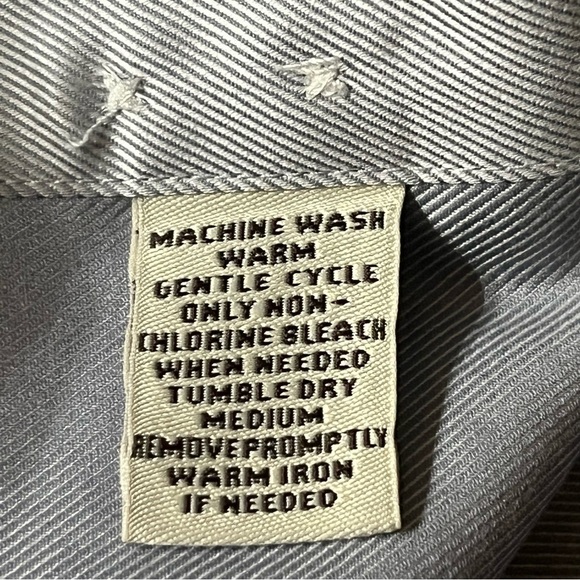 MACHINE WASH
WARM
GENTLE CYCLE
ONLY NON-
CHLORINE BLEACH
WHEN NEEDED
TUMBLE DRY
MEDIUM
REMOVE PROMPTLY
WARM IRON
IF NEEDED